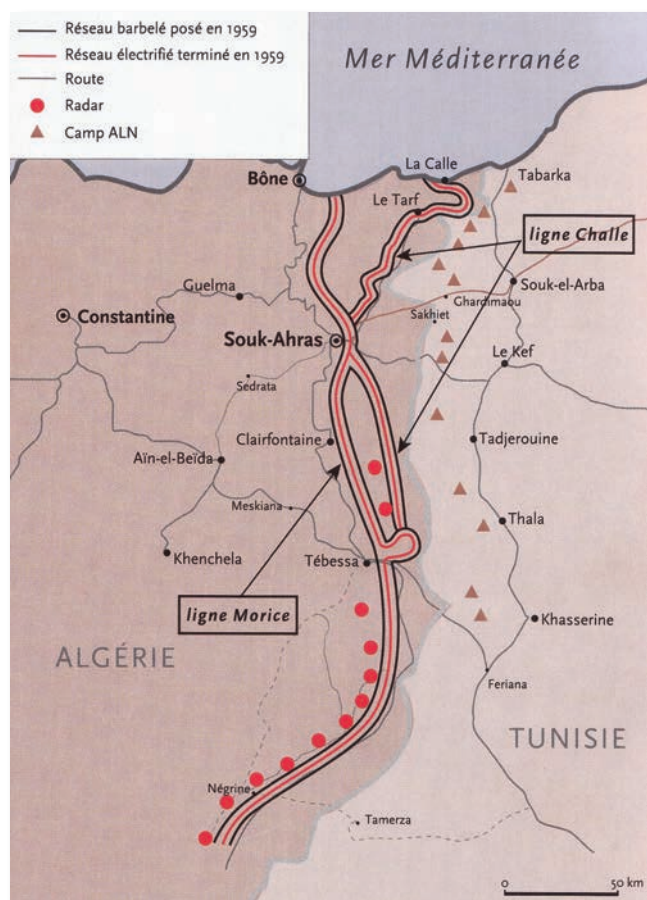 Réseau barbelé posé en 1959
Réseau électrifié terminé en 1959
Route
Radar
Camp ALN
Mer Méditerranée
La Calle
Tabarka
Bône
Le Tarf
ligne Challe
Guelma
Souk-el-Arba
Ghardimaou
Constantine
Sakhiet
Souk-Ahras
Le Kef
Sedrata
Clairfontaine
Tadjerouine
Aïn-el-Beïda
Meskiana
Thala
Khenchela
Tébessa
ligne Morice
Khasserine
ALGÉRIE
Feriana
TUNISIE
Négrine
Tamerza
0 50 km